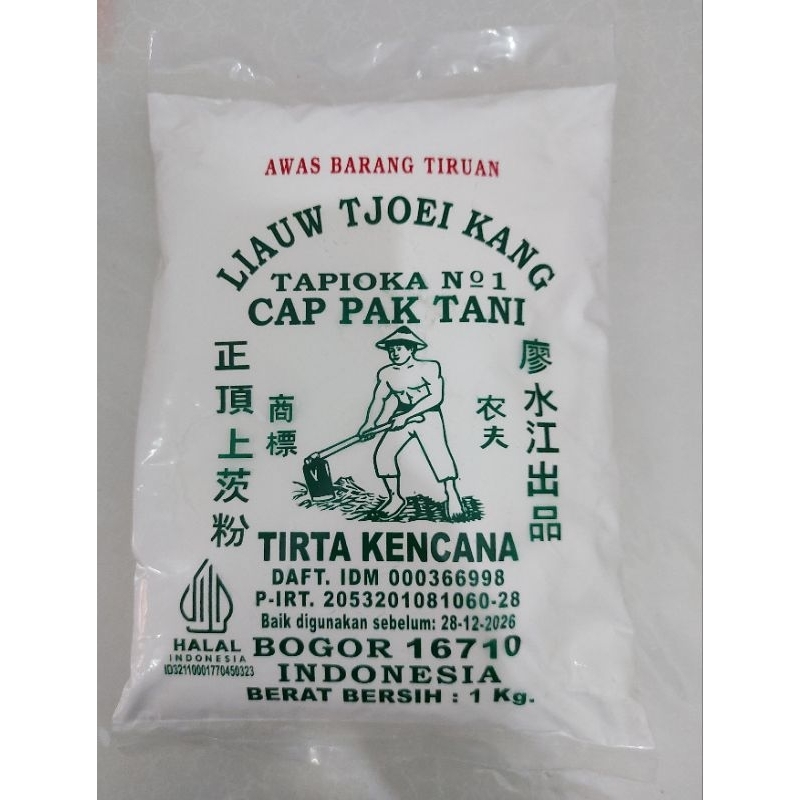 AWAS BARANG TIRUAN
LIAUW TJOEI KANG
TAPIOKA Nº1
CAP PAK TANI
正頂上茨粉
商標
农夫
廖水江出品
TIRTA KENCANA
DAFT. IDM 000366998
P-IRT. 2053201081060-28
Baik digunakan sebelum: 28-12-2026
HALAL
INDONESIA
ID32110001770450323
BOGOR 16710
INDONESIA
BERAT BERSIH : 1 Kg.